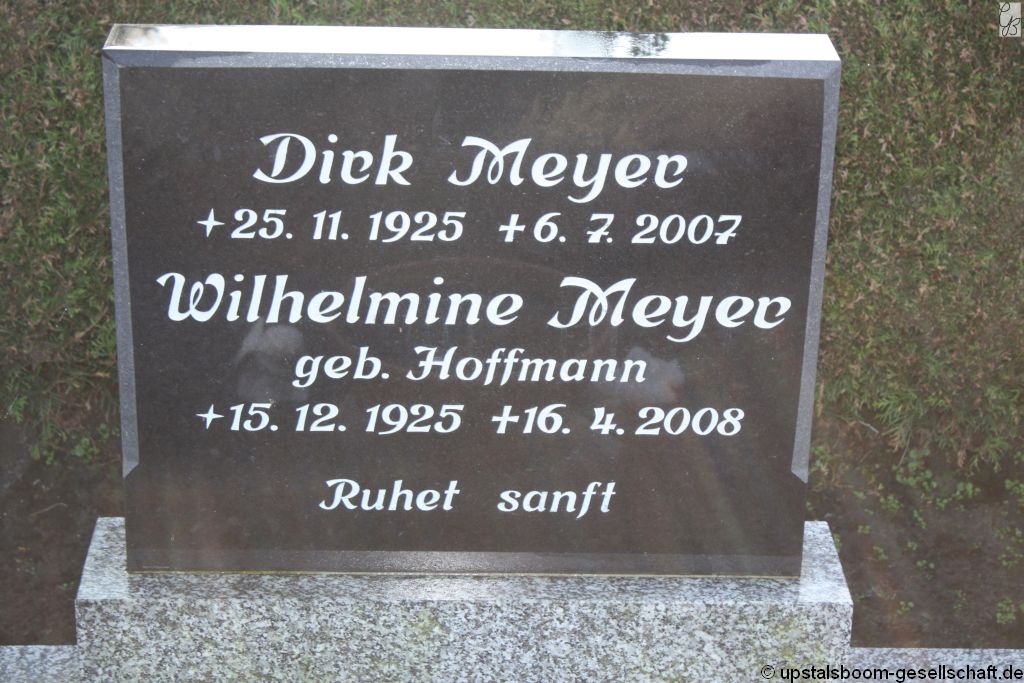 Dirk Meyer
+25. 11. 1925 +6. 7. 2007
Wilhelmine Meyer
geb. Hoffmann
+15. 12. 1925 +16. 4. 2008
Ruhet sanft
© upstalsboom-gesellschaft.de